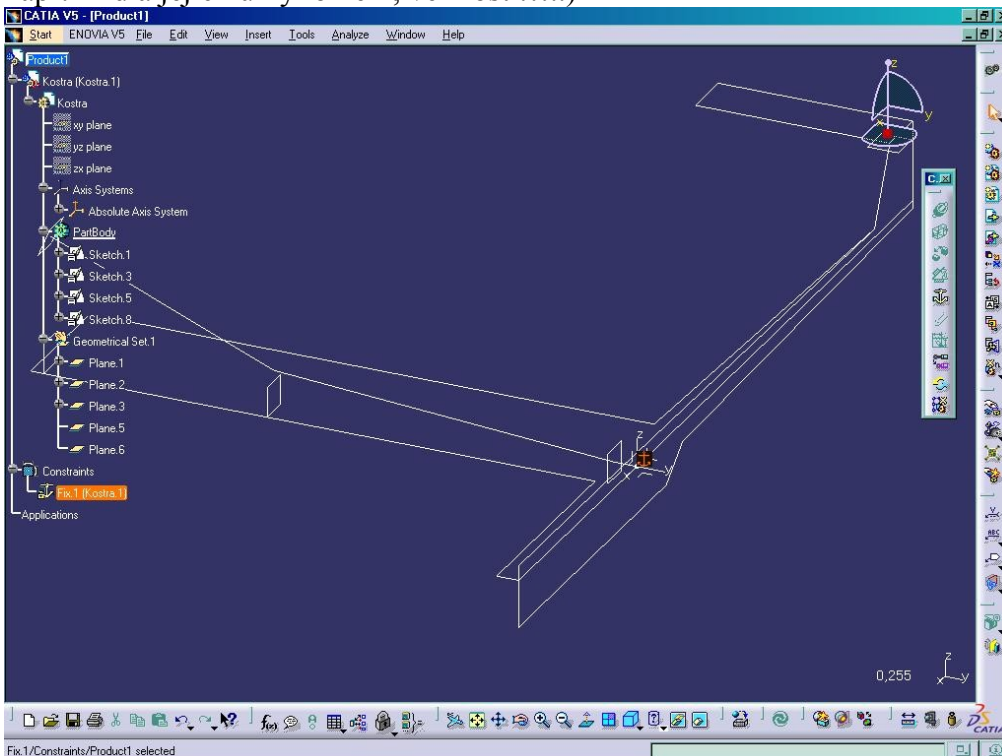 CATIA V5 - [Product1]
Start ENOVIA V5 File Edit View Insert Tools Analyze Window Help
Product1
Kostra (Kostra.1)
Kostra
xy plane
yz plane
zx plane
Axis Systems
Absolute Axis System
PartBody
Sketch.1
Sketch.3
Sketch.5
Sketch.8
Geometrical Set.1
Plane.1
Plane.2
Plane.3
Plane.5
Plane.6
Constraints
Fix.1 (Kostra.1)
Applications
z
x
y
C..
z
x
y
0,255
z
x
y
f(x)
CATIA
Fix.1/Constraints/Product1 selected